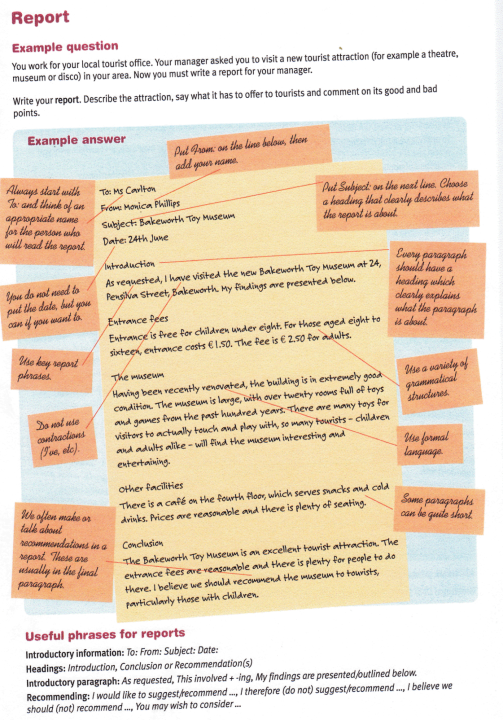 Report
Example question
You work for your local tourist office. Your manager asked you to visit a new tourist attraction (for example a theatre,
museum or disco) in your area. Now you must write a report for your manager.
Write your report. Describe the attraction, say what it has to offer to tourists and comment on its good and bad
points.
Example answer
Put From: on the line below, then
add your name.
Always start with
To: and think of an
appropriate name
for the person who
will read the report.
Put Subject: on the next line. Choose
a heading that clearly describes what
the report is about.
You do not need to
put the date, but you
can if you want to.
Every paragraph
should have a
heading which
clearly explains
what the paragraph
is about.
Use key report
phrases.
Use a variety of
grammatical
structures.
Do not use
contractions
(I've, etc).
Use formal
language.
We often make or
talk about
recommendations in a
report. These are
usually in the final
paragraph.
Some paragraphs
can be quite short.
To: Ms Carlton
From: Monica Phillips
Subject: Bakeworth Toy Museum
Date: 24th June
Introduction
As requested, I have visited the new Bakeworth Toy Museum at 24,
Pensilva Street, Bakeworth. My findings are presented below.
Entrance fees
Entrance is free for children under eight. For those aged eight to
sixteen, entrance costs €1.50. The fee is €2.50 for adults.
The museum
Having been recently renovated, the building is in extremely good
condition. The museum is large, with over twenty rooms full of toys
and games from the past hundred years. There are many toys for
visitors to actually touch and play with, so many tourists – children
and adults alike – will find the museum interesting and
entertaining.
Other facilities
There is a café on the fourth floor, which serves snacks and cold
drinks. Prices are reasonable and there is plenty of seating.
Conclusion
The Bakeworth Toy Museum is an excellent tourist attraction. The
entrance fees are reasonable and there is plenty for people to do
there. I believe we should recommend the museum to tourists,
particularly those with children.
Useful phrases for reports
Introductory information: To: From: Subject: Date:
Headings: Introduction, Conclusion or Recommendation(s)
Introductory paragraph: As requested, This involved + -ing, My findings are presented/outlined below.
Recommending: I would like to suggest/recommend ..., I therefore (do not) suggest/recommend ..., I believe we
should (not) recommend ..., You may wish to consider ...